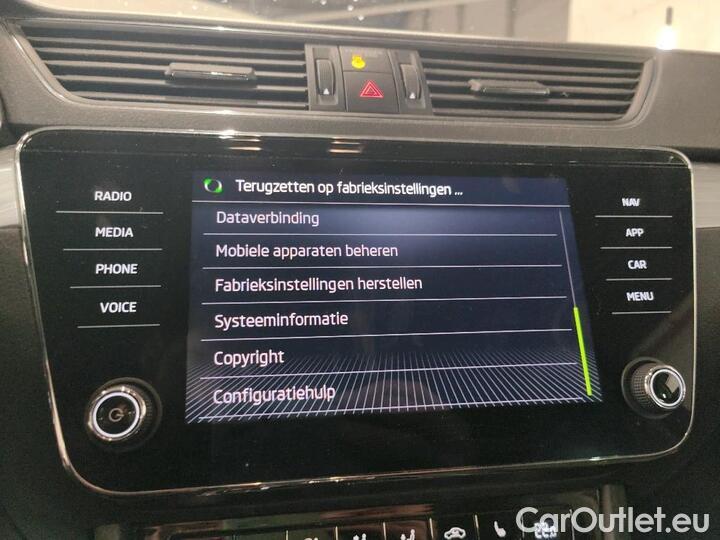 Terugzetten op fabrieksinstellingen ...
RADIO
MEDIA
PHONE
VOICE
Dataverbinding
Mobiele apparaten beheren
Fabrieksinstellingen herstellen
Systeeminformatie
Copyright
Configuratiehulp
NAV
APP
CAR
MENU
CarOutlet.eu